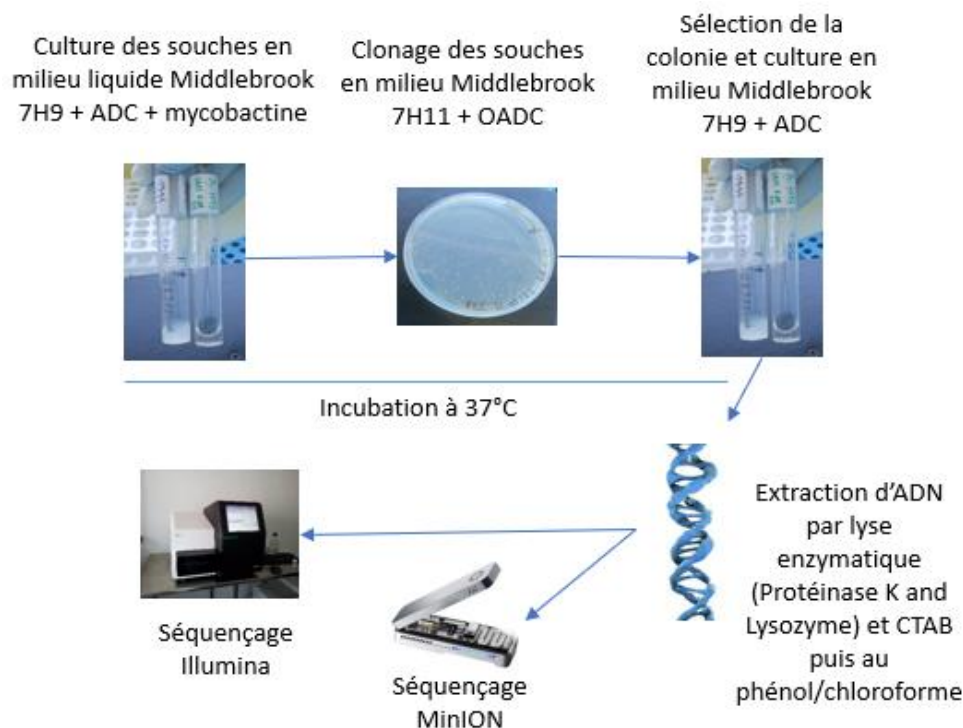 Culture des souches en
milieu liquide Middlebrook
7H9 + ADC + mycobactine
Clonage des souches
en milieu Middlebrook
7H11 + OADC
Sélection de la
colonie et culture en
milieu Middlebrook
7H9 + ADC
Incubation à 37°C
Extraction d’ADN
par lyse
enzymatique
(Protéinase K and
Lysozyme) et CTAB
puis au
phénol/chloroforme
Séquençage
Illumina
Séquençage
MinION